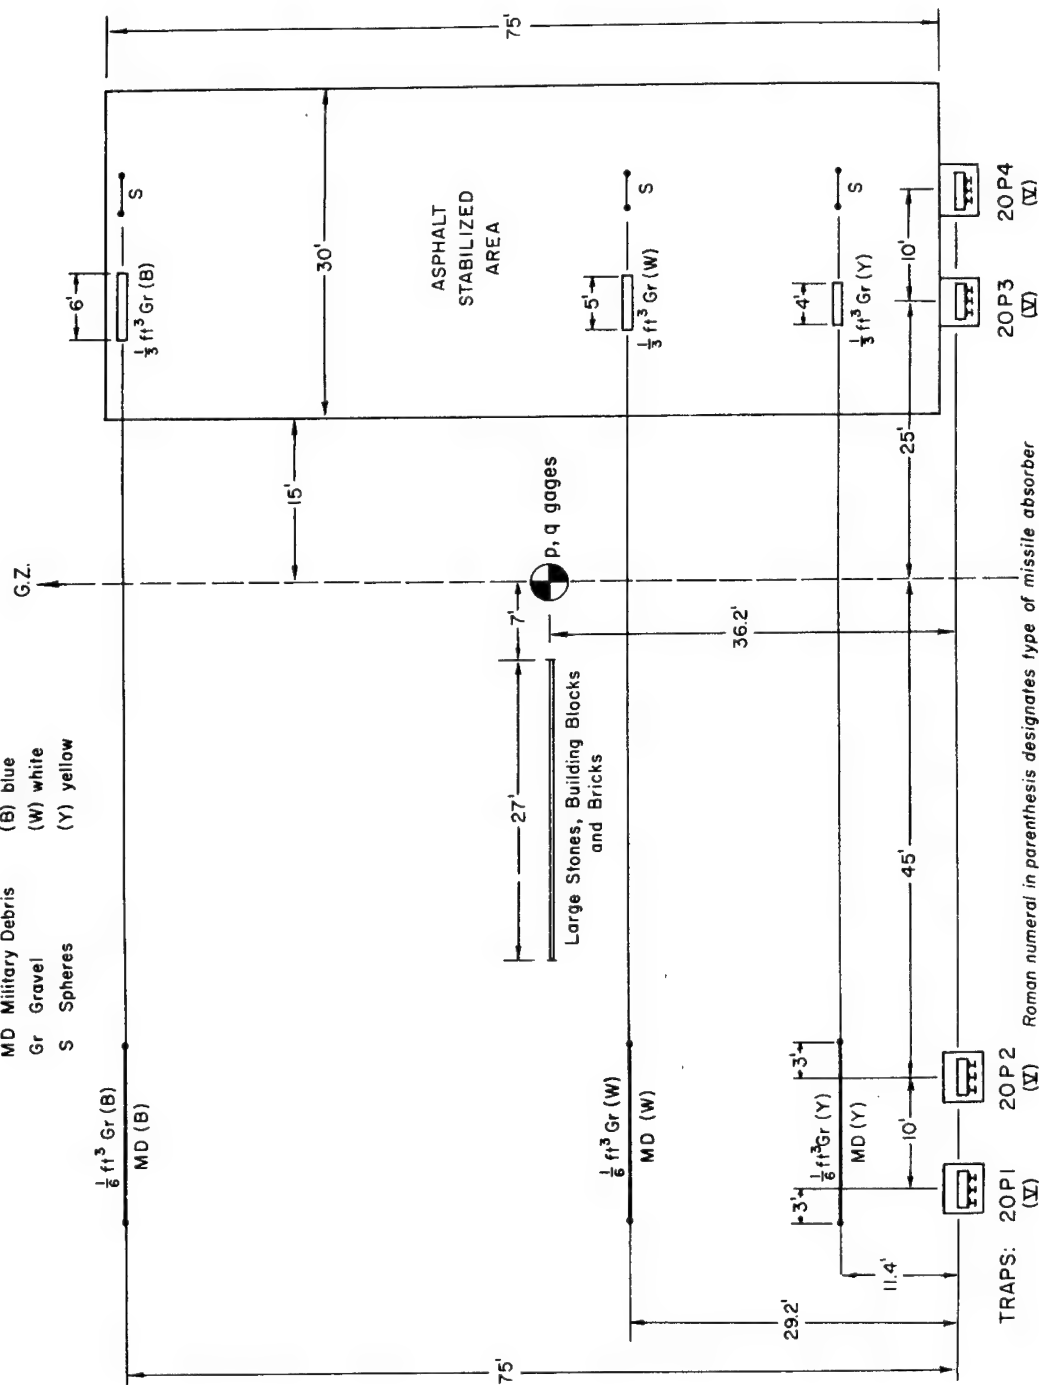 MD Military Debris (B) blue
Gr Gravel (W) white
S Spheres (Y) yellow
G.Z.
75'
6'
1/3 ft³ Gr (B)
S
30'
15'
ASPHALT
STABILIZED
AREA
5'
1/3 ft³ Gr (W)
S
4'
1/3 ft³ Gr (Y)
S
10'
25'
20P3
(V)
20P4
(V)
p, q gages
7'
27'
Large Stones, Building Blocks
and Bricks
36.2'
45'
1/6 ft³ Gr (B)
MD (B)
1/6 ft³ Gr (W)
MD (W)
3'
1/6 ft³ Gr (Y)
MD (Y)
3'
10'
11.4'
29.2'
75'
TRAPS: 20P1
(V)
20P2
(V)
Roman numeral in parenthesis designates type of missile absorber